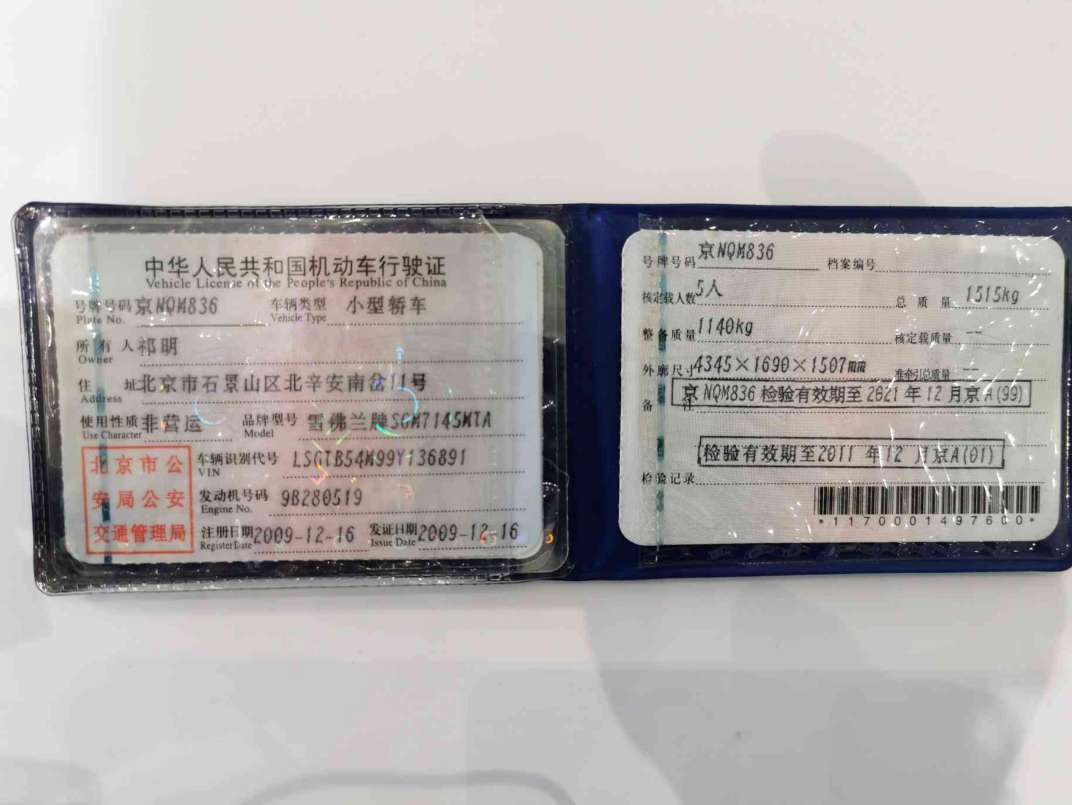 中华人民共和国机动车行驶证
Vehicle License of the People's Republic of China
号牌号码 京NQM836 车辆类型 小型轿车
Plate No. Vehicle Type
所有人 祁明
Owner
住址 北京市石景山区北辛安南岔11号
Address
使用性质 非营运 品牌型号 雪佛兰牌SGM7145MTA
Use Character Model
北京市公
安局公安
交通管理局
车辆识别代号 LSGTB54M99Y136891
VIN
发动机号码 9B280519
Engine No.
注册日期 2009-12-16 发证日期 2009-12-16
Register Date Issue Date
号牌号码 京NQM836 档案编号
核定载人数 5人 总质量 1515kg
整备质量 1140kg 核定载质量 --
外廓尺寸 4345×1690×1507mm 准牵引总质量 --
备注 京NQM836 检验有效期至 2021 年 12 月京 A(99)
检验有效期至2011 年 12 月京A(01)
检验记录
*1170001497600*